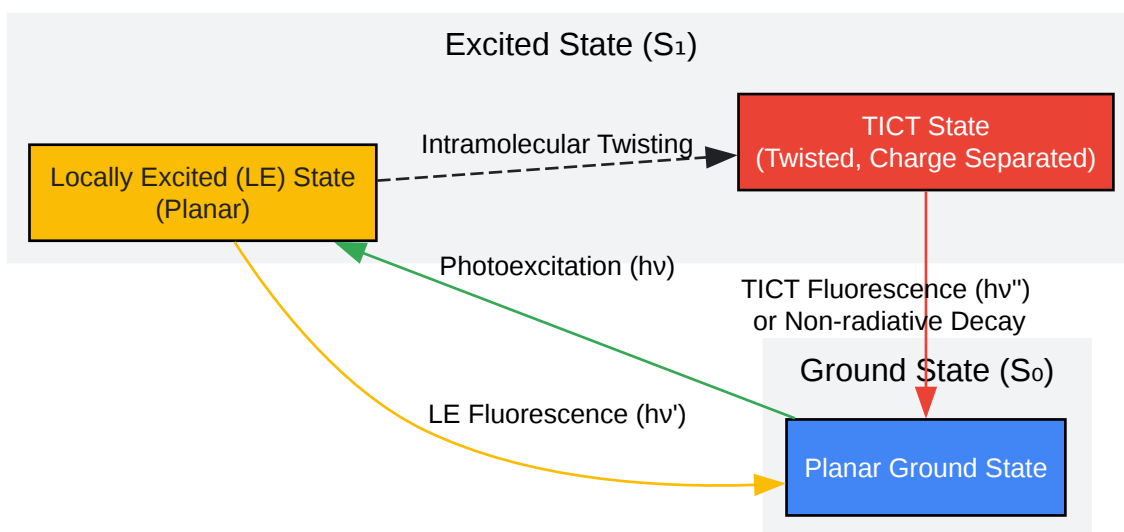 Excited State (S₁)
Intramolecular Twisting
TICT State
(Twisted, Charge Separated)
Locally Excited (LE) State
(Planar)
Photoexcitation (hν)
TICT Fluorescence (hν")
or Non-radiative Decay
Ground State (S₀)
LE Fluorescence (hν')
Planar Ground State